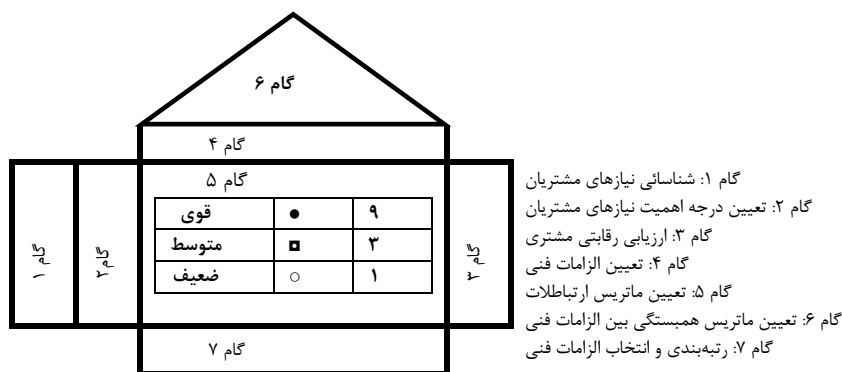 گام ۶
گام ۴
گام ۵
قوی ● ۹
متوسط ◘ ۳
ضعیف ○ ۱
گام ۱
گام۲
گام ۳
گام ۷
گام ۱: شناسائی نیازهای مشتریان
گام ۲: تعیین درجه اهمیت نیازهای مشتریان
گام ۳: ارزیابی رقابتی مشتری
گام ۴: تعیین الزامات فنی
گام ۵: تعیین ماتریس ارتباطلات
گام ۶: تعیین ماتریس همبستگی بین الزامات فنی
گام ۷: رتبه‌بندی و انتخاب الزامات فنی